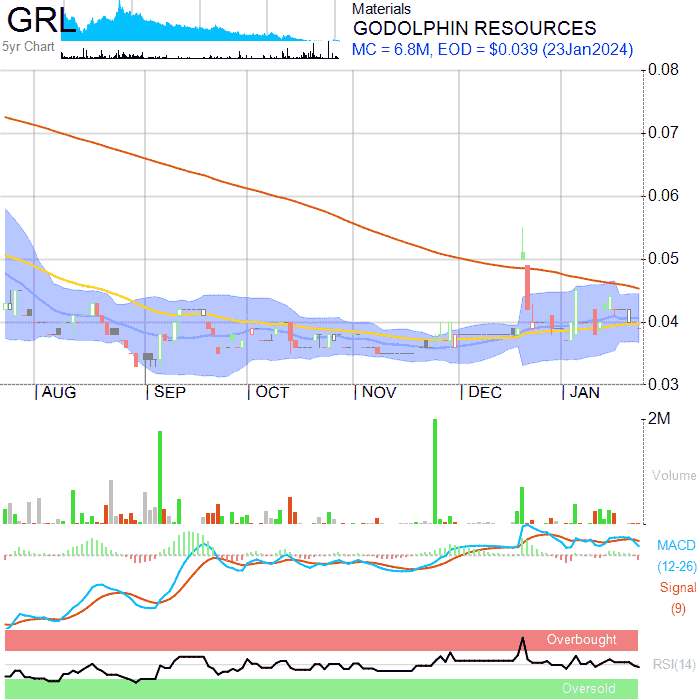 GRL
5yr Chart
Materials
GODOLPHIN RESOURCES
MC = 6.8M, EOD = $0.039 (23Jan2024)
0.08
0.07
0.06
0.05
0.04
0.03
AUG SEP OCT NOV DEC JAN
2M
Volume
MACD
(12-26)
Signal
(9)
Overbought
RSI(14)
Oversold